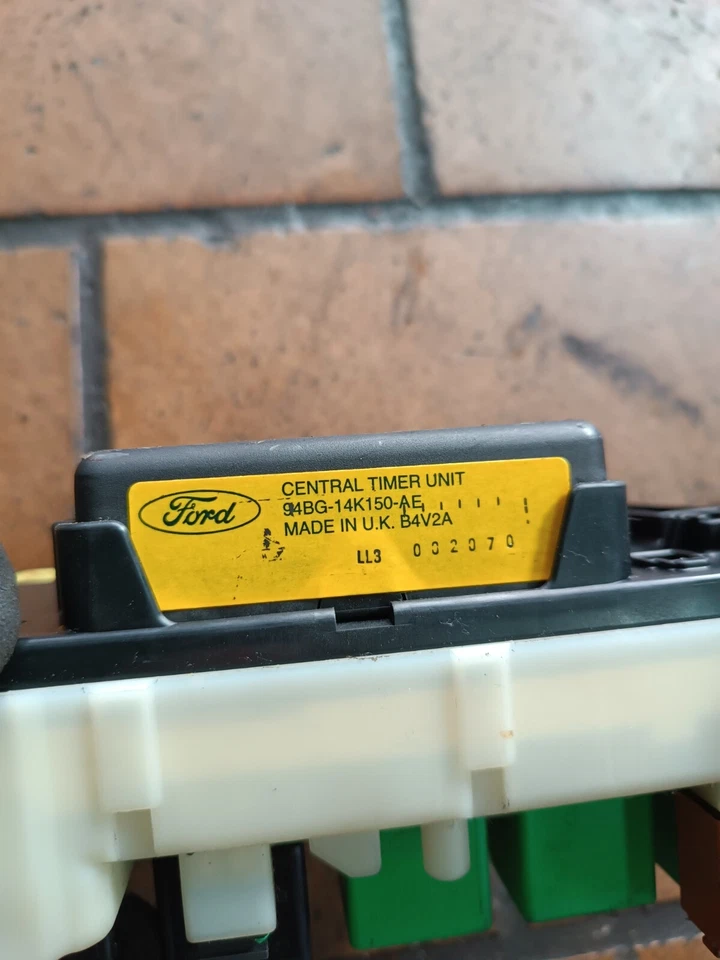 Ford
CENTRAL TIMER UNIT
94BG-14K150-AE
MADE IN U.K. B4V2A
LL3 032070